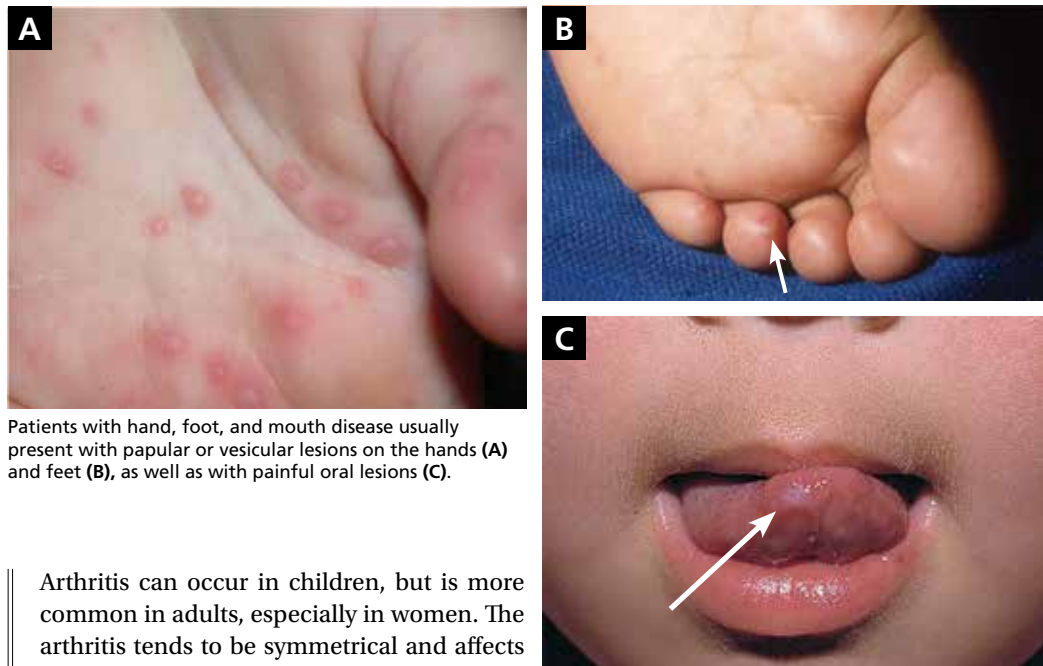 A
B
C
Patients with hand, foot, and mouth disease usually
present with papular or vesicular lesions on the hands (A)
and feet (B), as well as with painful oral lesions (C).
Arthritis can occur in children, but is more
common in adults, especially in women. The
arthritis tends to be symmetrical and affects